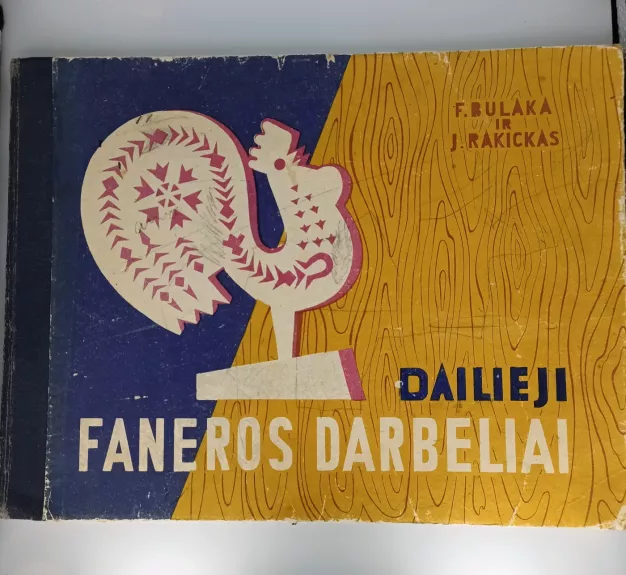 F. BULAKA
IR
J. RAKICKAS
DAILIEJI
FANEROS DARBELIAI